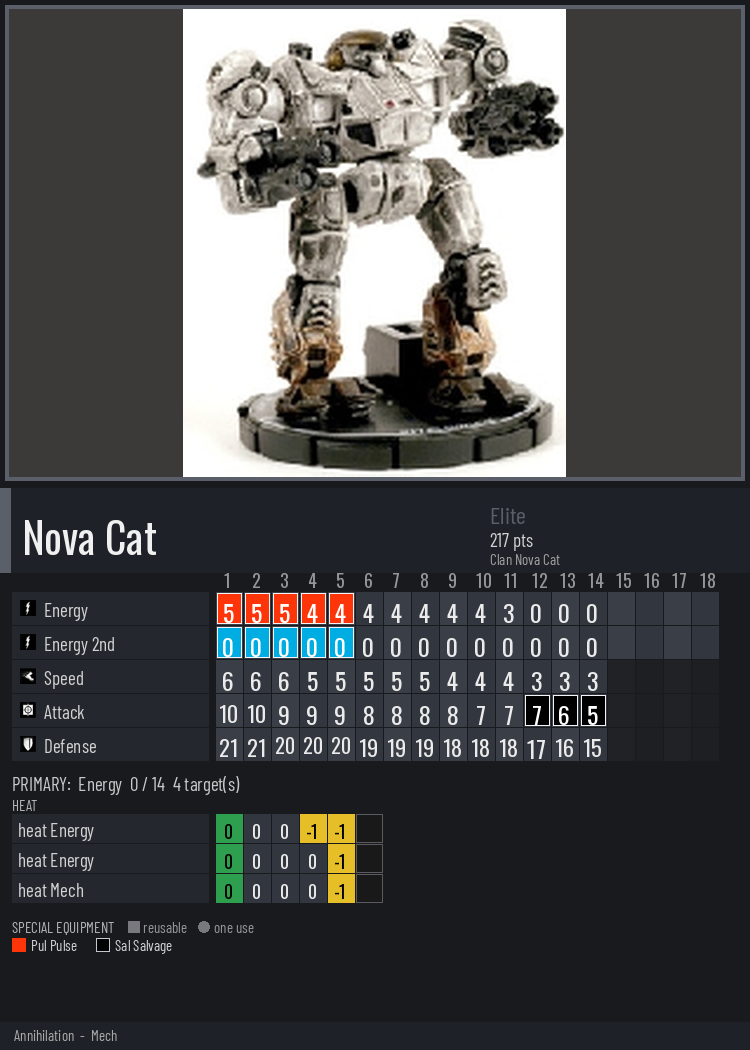 Nova Cat
Elite
217 pts
Clan Nova Cat
1 2 3 4 5 6 7 8 9 10 11 12 13 14 15 16 17 18
Energy 5 5 5 4 4 4 4 4 4 4 3 0 0 0
Energy 2nd 0 0 0 0 0 0 0 0 0 0 0 0 0 0
Speed 6 6 6 5 5 5 5 5 4 4 4 3 3 3
Attack 10 10 9 9 9 8 8 8 8 7 7 7 6 5
Defense 21 21 20 20 20 19 19 19 18 18 18 17 16 15
PRIMARY: Energy 0 / 14 4 target(s)
HEAT
heat Energy 0 0 0 -1 -1
heat Energy 0 0 0 0 -1
heat Mech 0 0 0 0 -1
SPECIAL EQUIPMENT reusable one use
Pul Pulse Sal Salvage
Annihilation - Mech